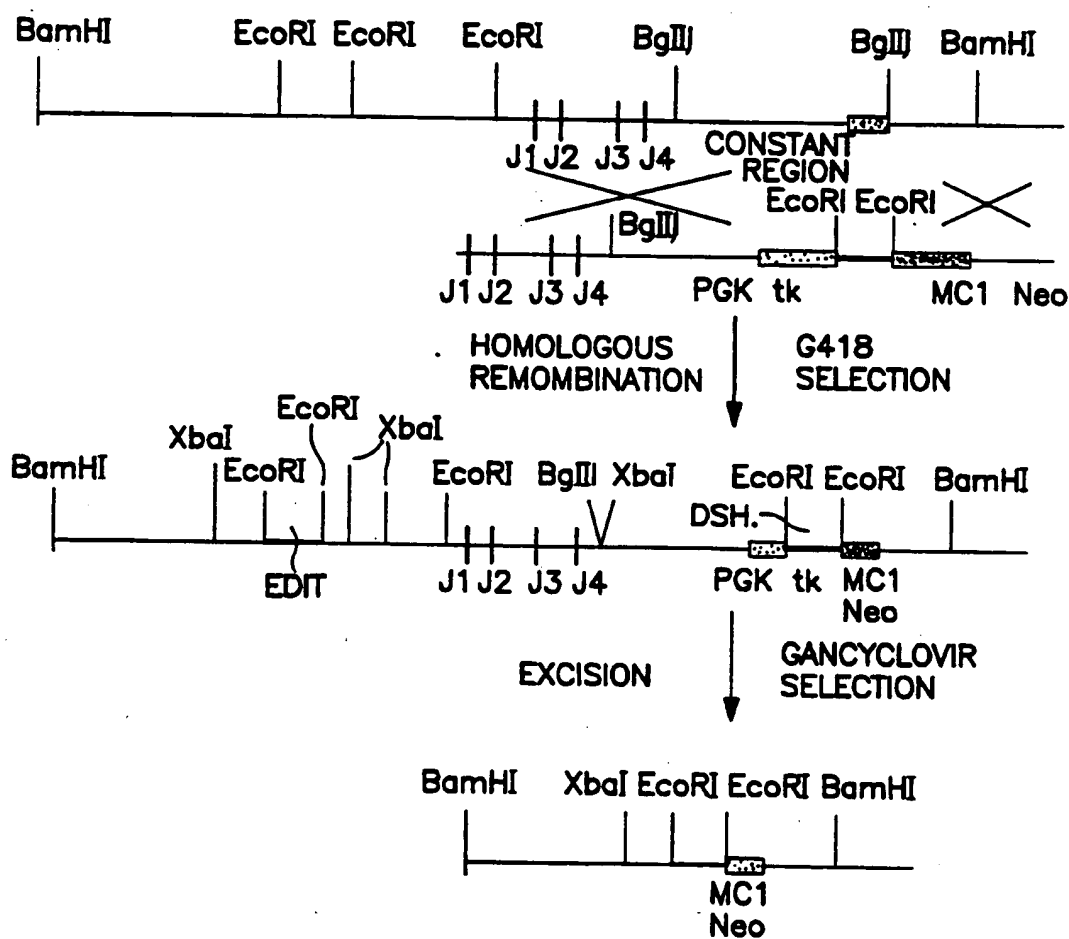 BamHI EcoRI EcoRI EcoRI BglII BglII BamHI
J1 J2 J3 J4
CONSTANT
REGION
BglII EcoRI EcoRI
J1 J2 J3 J4 PGK tk MC1 Neo
HOMOLOGOUS
REMOMBINATION
G418
SELECTION
EcoRI
XbaI XbaI
BamHI EcoRI EcoRI BglII XbaI EcoRI EcoRI BamHI
DSH.
EDIT
J1 J2 J3 J4 PGK tk MC1
Neo
EXCISION
GANCYCLOVIR
SELECTION
BamHI XbaI EcoRI EcoRI BamHI
MC1
Neo